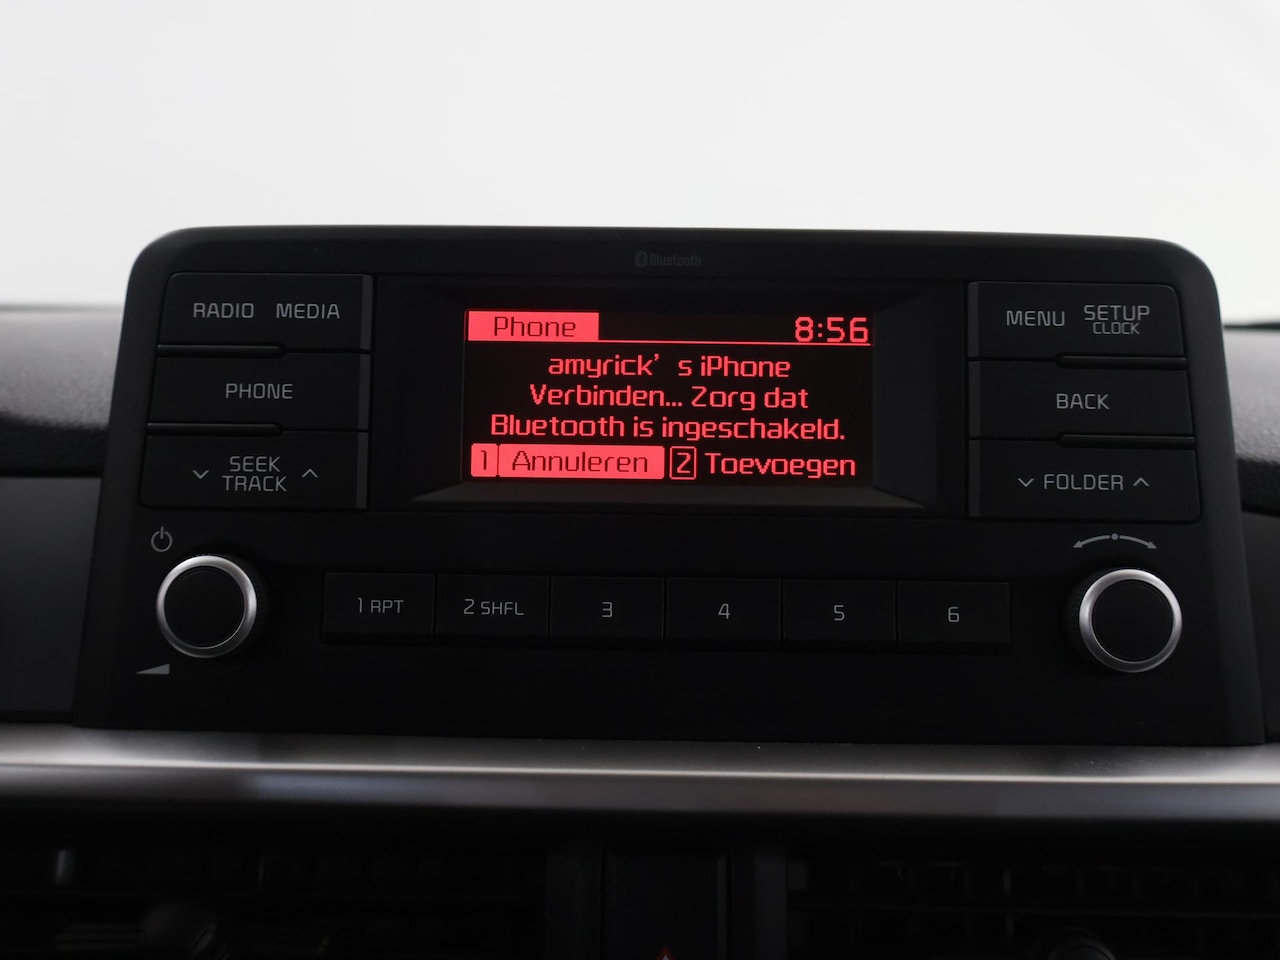 Bluetooth
RADIO MEDIA
PHONE
SEEK
TRACK
Phone 8:56
amyrick's iPhone
Verbinden... Zorg dat
Bluetooth is ingeschakeld.
1 Annuleren 2 Toevoegen
MENU SETUP
CLOCK
BACK
FOLDER
1 RPT 2 SHFL 3 4 5 6